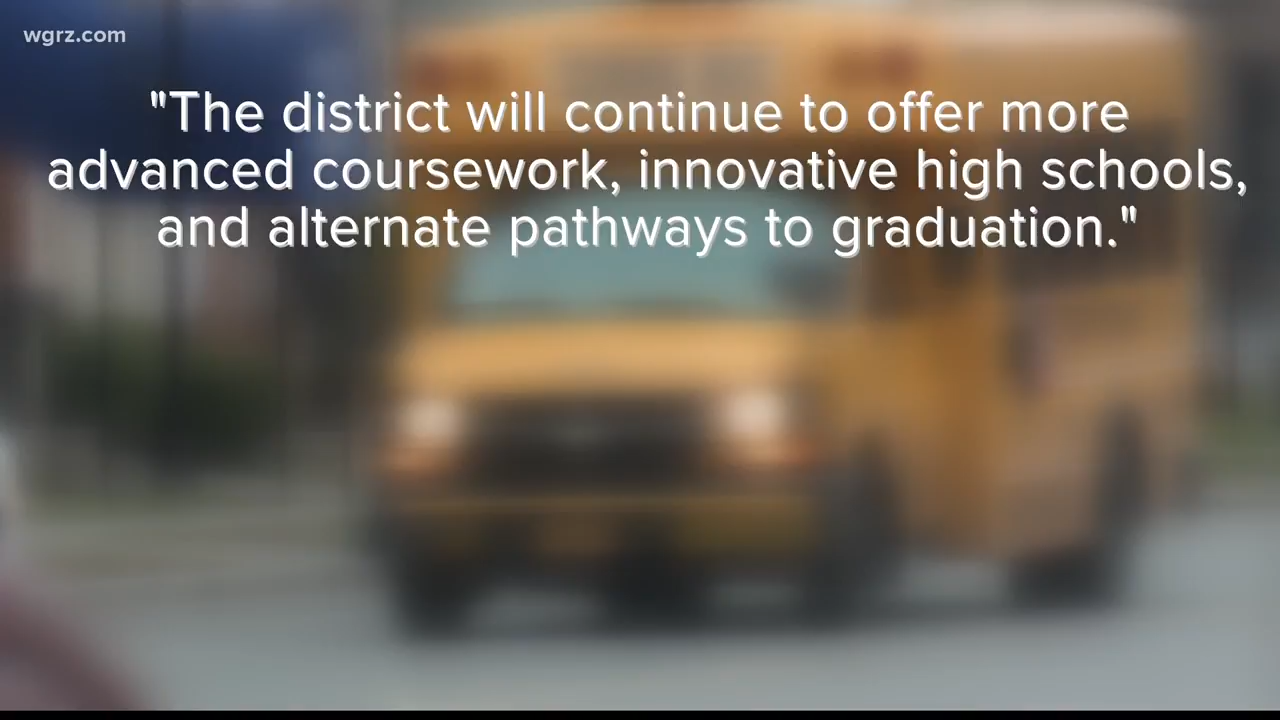 wgrz.com
"The district will continue to offer more
advanced coursework, innovative high schools,
and alternate pathways to graduation."